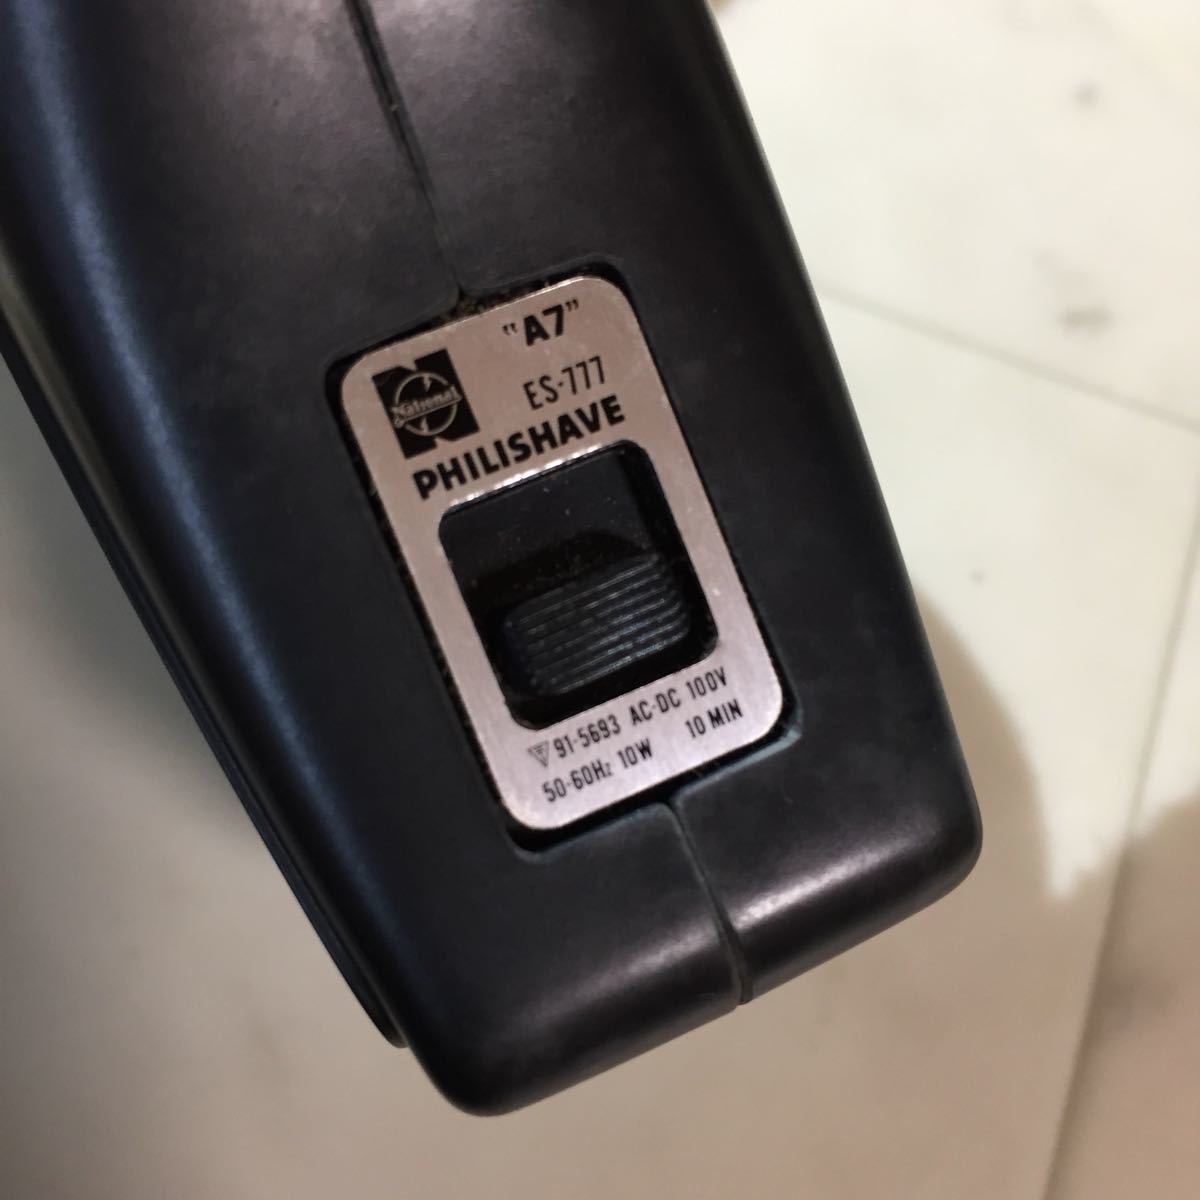 "A7"
National
ES-777
PHILISHAVE
91-5693 AC-DC 100V
50-60Hz 10W 10 MIN